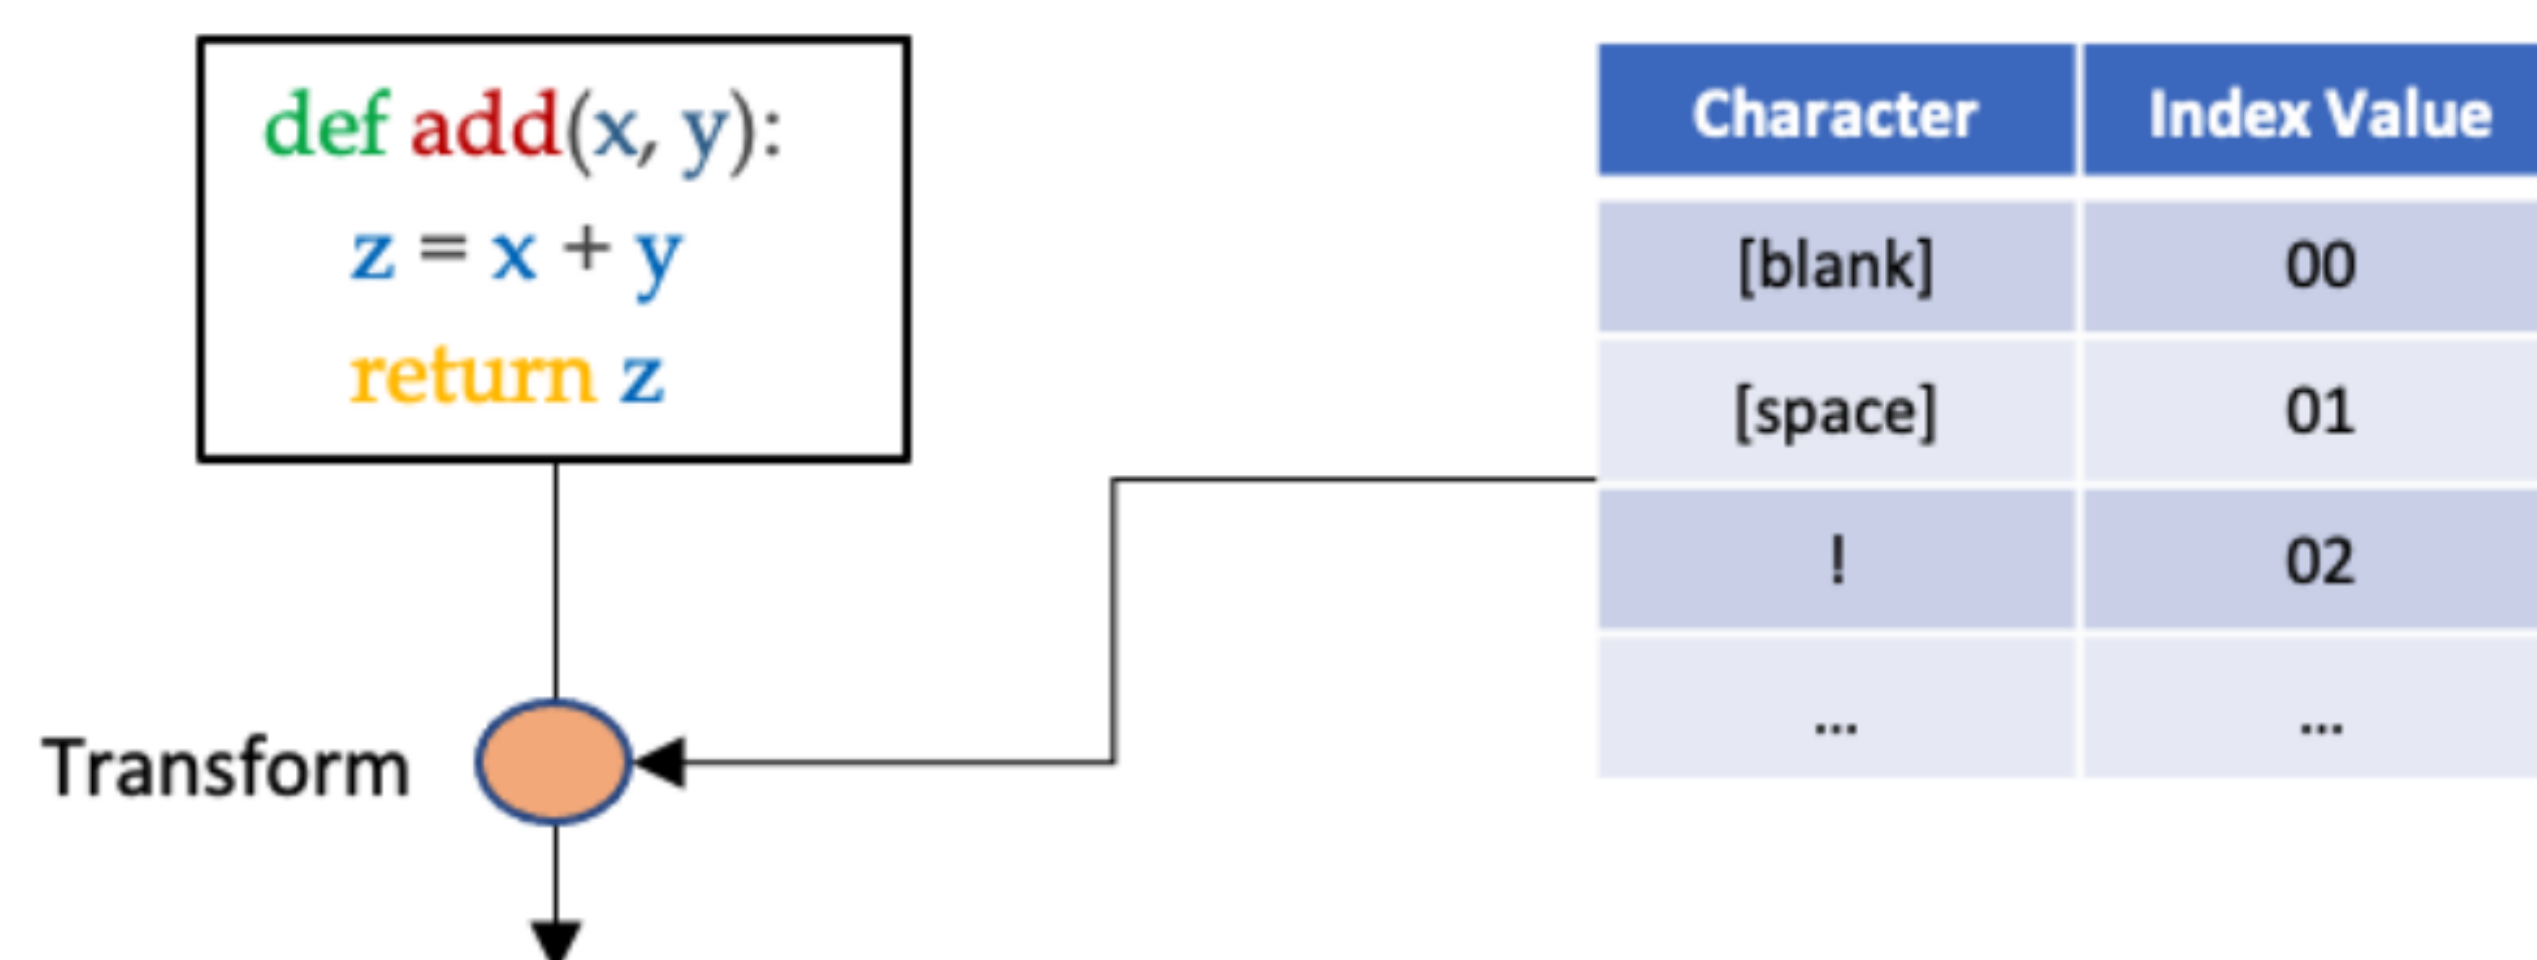 def add(x, y):
z = x + y
return z
Transform
Character Index Value
[blank] 00
[space] 01
! 02
... ...